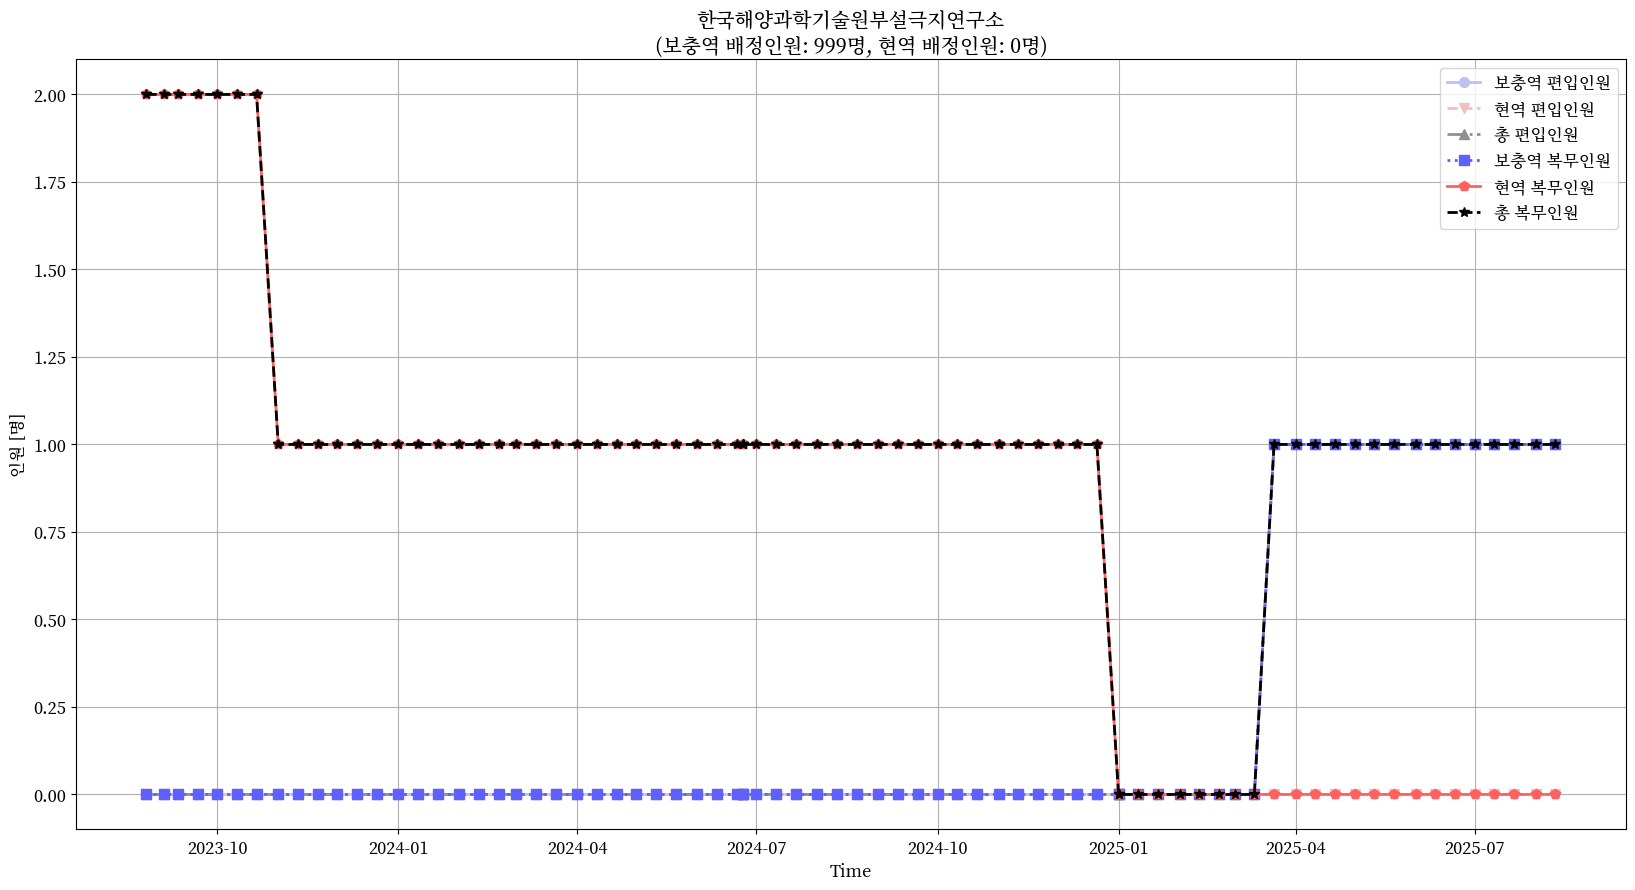 한국해양과학기술원부설극지연구소
(보충역 배정인원: 999명, 현역 배정인원: 0명)
보충역 편입인원
현역 편입인원
총 편입인원
보충역 복무인원
현역 복무인원
총 복무인원
인원 [명]
2.00
1.75
1.50
1.25
1.00
0.75
0.50
0.25
0.00
2023-10
2024-01
2024-04
2024-07
2024-10
2025-01
2025-04
2025-07
Time